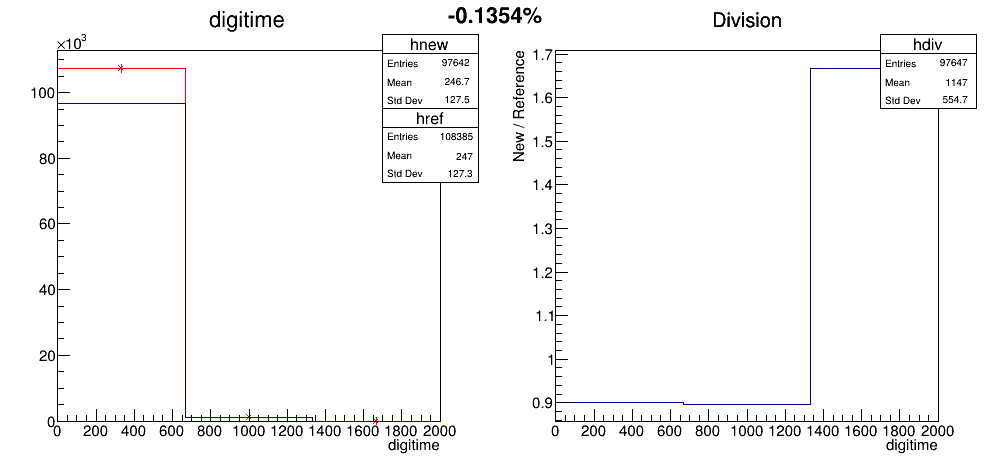 -0.1354%
digitime
×10³
100
80
60
40
20
0
0 200 400 600 800 1000 1200 1400 1600 1800 2000
digitime
hnew
Entries 97642
Mean 246.7
Std Dev 127.5
href
Entries 108385
Mean 247
Std Dev 127.3
Division
New / Reference
1.7
1.6
1.5
1.4
1.3
1.2
1.1
1
0.9
0 200 400 600 800 1000 1200 1400 1600 1800 2000
digitime
hdiv
Entries 97647
Mean 1147
Std Dev 554.7